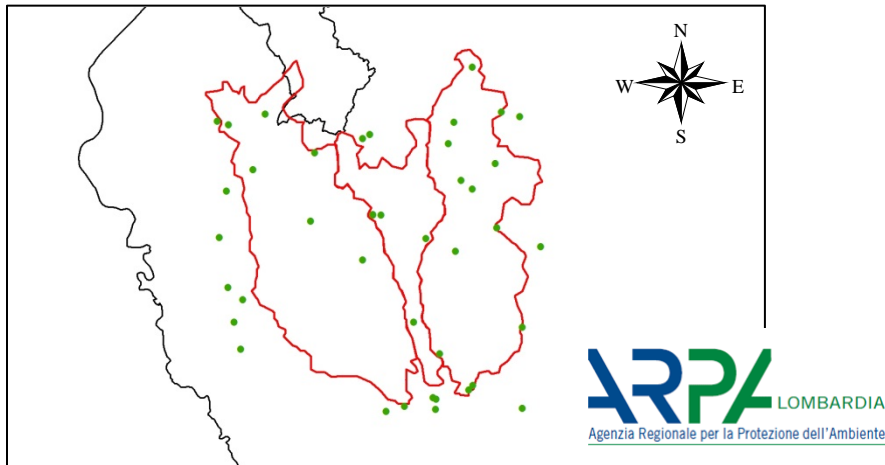 N
W E
S
ARPA LOMBARDIA
Agenzia Regionale per la Protezione dell'Ambiente